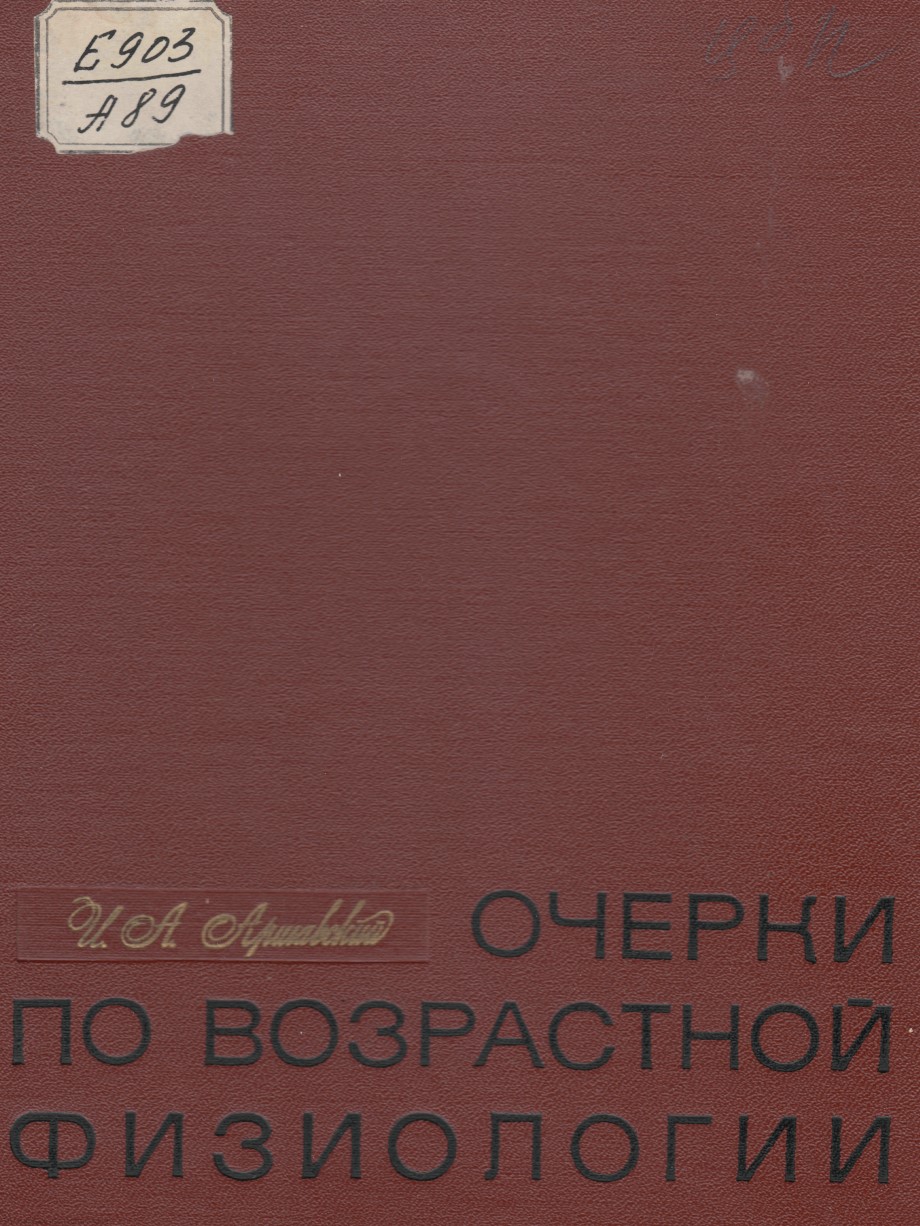 Е903
А89
И. А. Аршавский
ОЧЕРКИ
ПО ВОЗРАСТНОЙ
ФИЗИОЛОГИИ